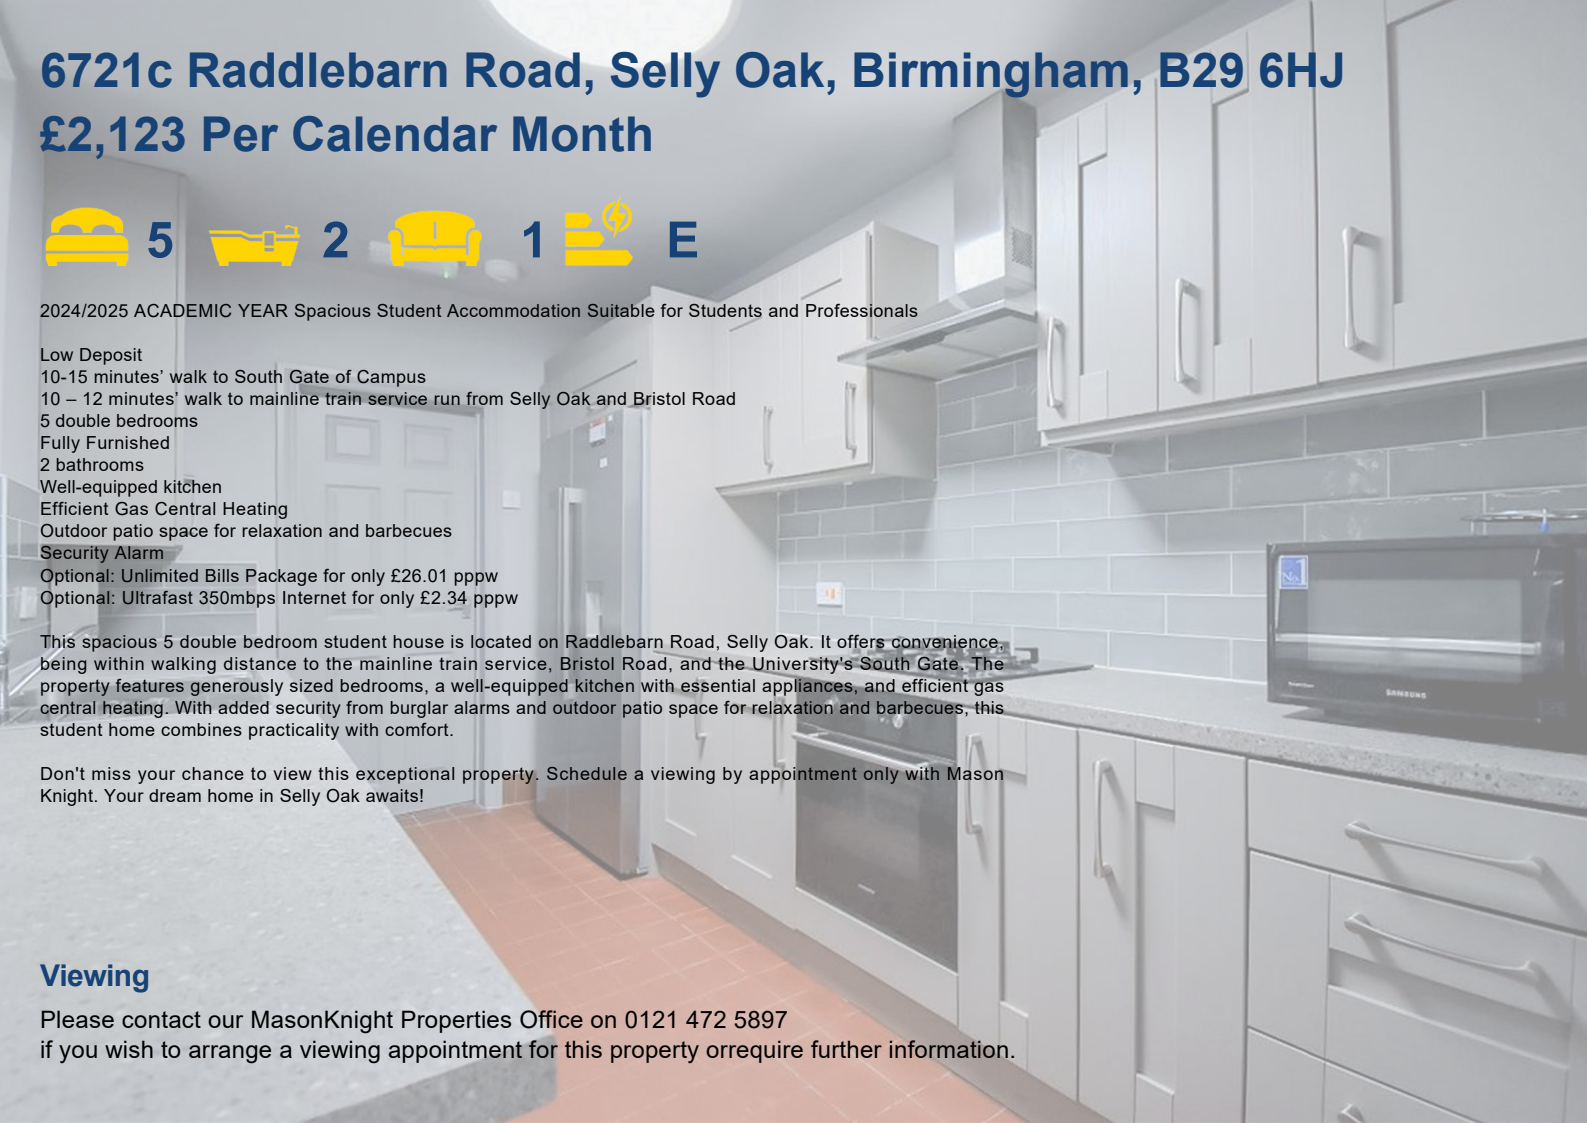 6721c Raddlebarn Road, Selly Oak, Birmingham, B29 6HJ
£2,123 Per Calendar Month
5 2 1 E
2024/2025 ACADEMIC YEAR Spacious Student Accommodation Suitable for Students and Professionals
Low Deposit
10-15 minutes’ walk to South Gate of Campus
10 – 12 minutes’ walk to mainline train service run from Selly Oak and Bristol Road
5 double bedrooms
Fully Furnished
2 bathrooms
Well-equipped kitchen
Efficient Gas Central Heating
Outdoor patio space for relaxation and barbecues
Security Alarm
Optional: Unlimited Bills Package for only £26.01 pppw
Optional: Ultrafast 350mbps Internet for only £2.34 pppw
This spacious 5 double bedroom student house is located on Raddlebarn Road, Selly Oak. It offers convenience,
being within walking distance to the mainline train service, Bristol Road, and the University's South Gate. The
property features generously sized bedrooms, a well-equipped kitchen with essential appliances, and efficient gas
central heating. With added security from burglar alarms and outdoor patio space for relaxation and barbecues, this
student home combines practicality with comfort.
Don't miss your chance to view this exceptional property. Schedule a viewing by appointment only with Mason
Knight. Your dream home in Selly Oak awaits!
No.1
SAMSUNG
Viewing
Please contact our MasonKnight Properties Office on 0121 472 5897
if you wish to arrange a viewing appointment for this property orrequire further information.